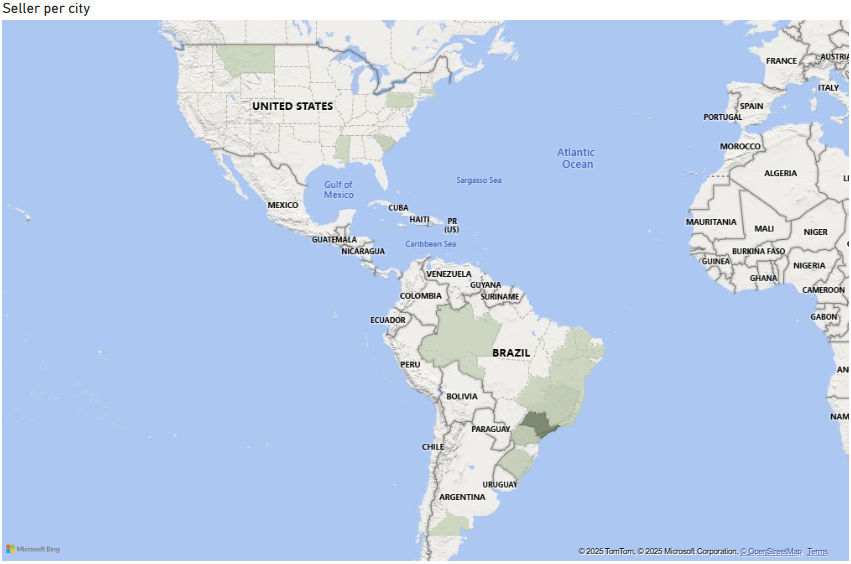 Seller per city
FRANCE
AUSTRIA
ITALY
SPAIN
PORTUGAL
UNITED STATES
Atlantic
Ocean
MOROCCO
ALGERIA
LI
Gulf of
Mexico
Sargasso Sea
MEXICO
CUBA
HAITI
PR
(US)
MAURITANIA
MALI
NIGER
GUATEMALA
Caribbean Sea
NICARAGUA
BURKINA FASO
GUINEA
NIGERIA
GHANA
VENEZUELA
GUYANA
SURINAME
COLOMBIA
CAMEROON
ECUADOR
GABON
BRAZIL
PERU
AN
BOLIVIA
NAM
PARAGUAY
CHILE
URUGUAY
ARGENTINA
Microsoft Bing
© 2025 TomTom, © 2025 Microsoft Corporation, © OpenStreetMap Terms